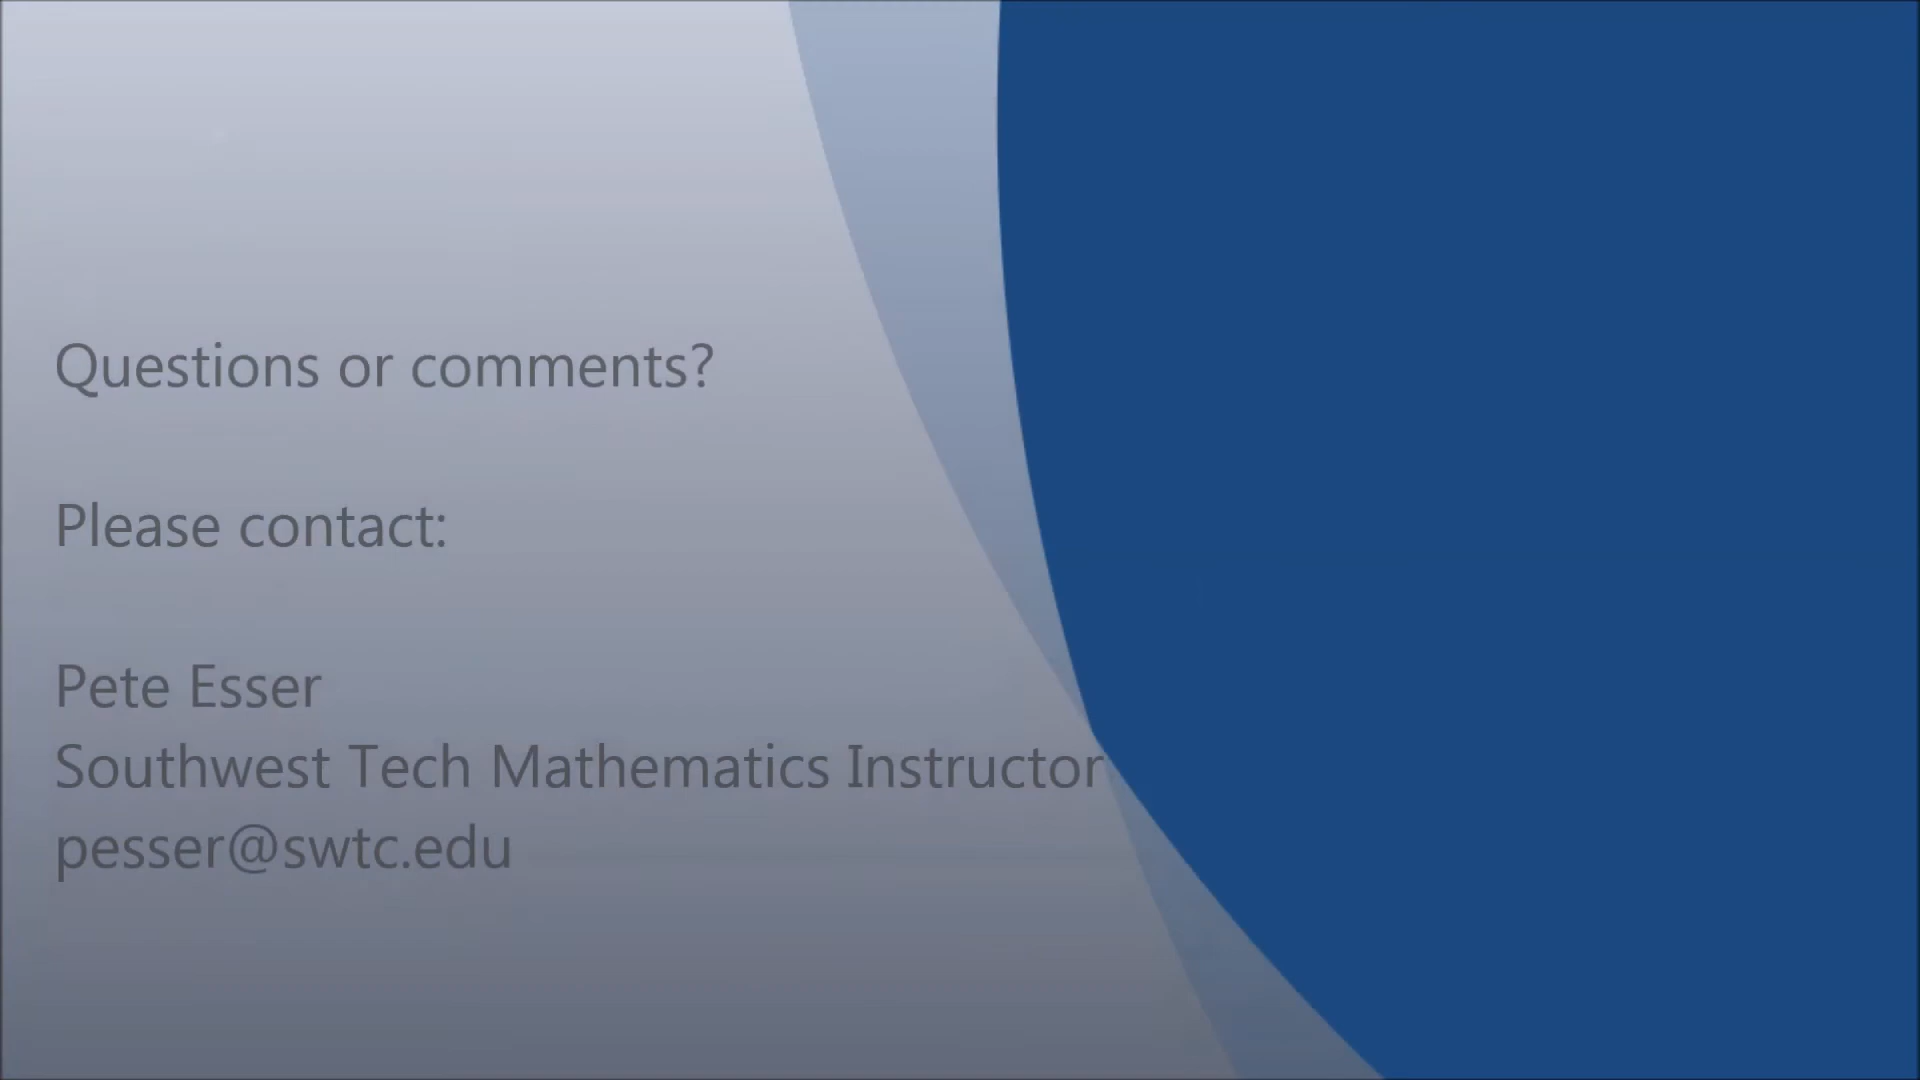 Questions or comments?
Please contact:
Pete Esser
Southwest Tech Mathematics Instructor
pesser@swtc.edu